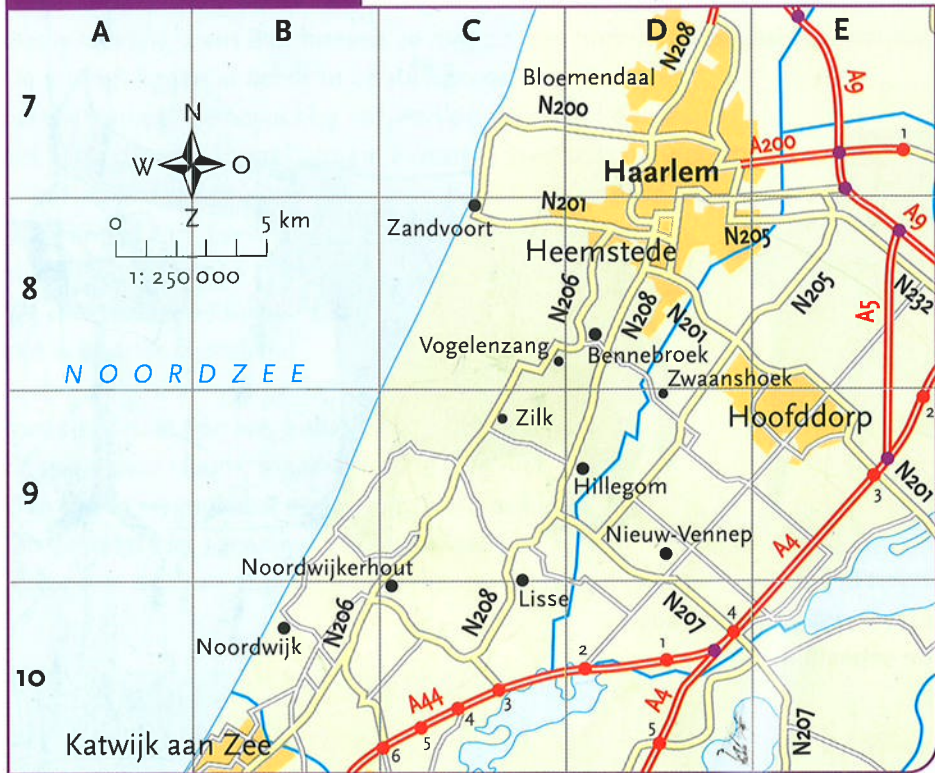 A B C D E
N208
A9
Bloemendaal
7
N200
N
A200
1
W O
Haarlem
Z
N201
0 5 km
Zandvoort
A9
N205
Heemstede
1:250 000
8
N206
N208
N205
N232
A5
N201
Vogelenzang
Bennebroek
NOORDZEE
Zwaanshoek
2
Zilk
Hoofddorp
9
Hillegom
3
N201
Nieuw-Vennep
A4
Noordwijkerhout
Lisse
N206
N208
N207
4
Noordwijk
2
1
10
A44
3
A4
4
5
N207
Katwijk aan Zee
6
5